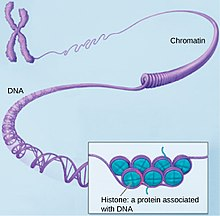 Chromatin
DNA
Histone: a protein associated
with DNA